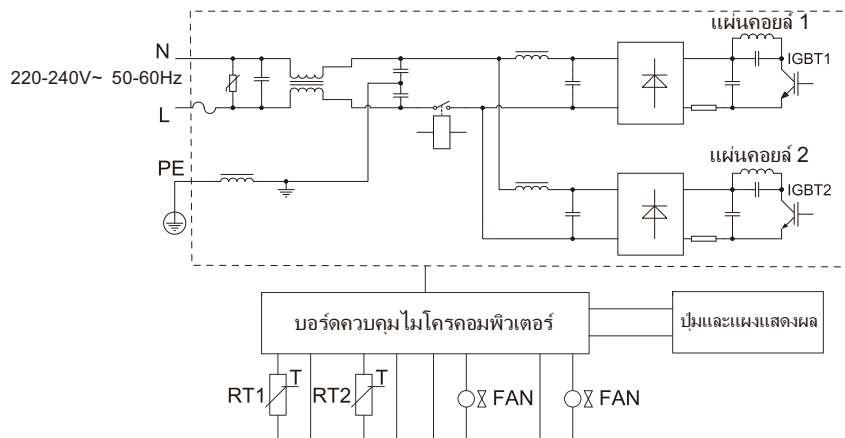 แผ่นคอยล์ 1
N
IGBT1
220-240V~ 50-60Hz
L
แผ่นคอยล์ 2
PE
IGBT2
บอร์ดควบคุมไมโครคอมพิวเตอร์
ปุ่มและแผงแสดงผล
RT1
T
RT2
T
FAN
FAN